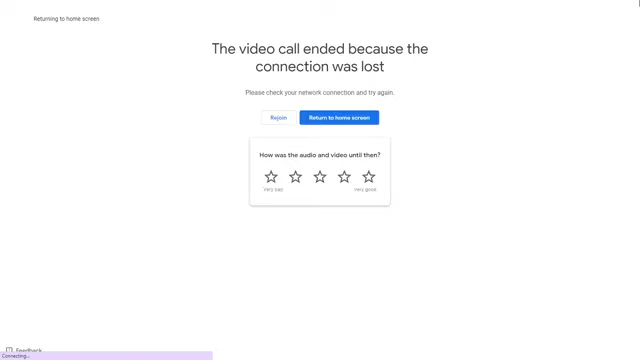 Returning to home screen
The video call ended because the
connection was lost
Please check your network connection and try again.
Rejoin
Return to home screen
How was the audio and video until then?
Very bad
Very good
Feedback
Connecting...